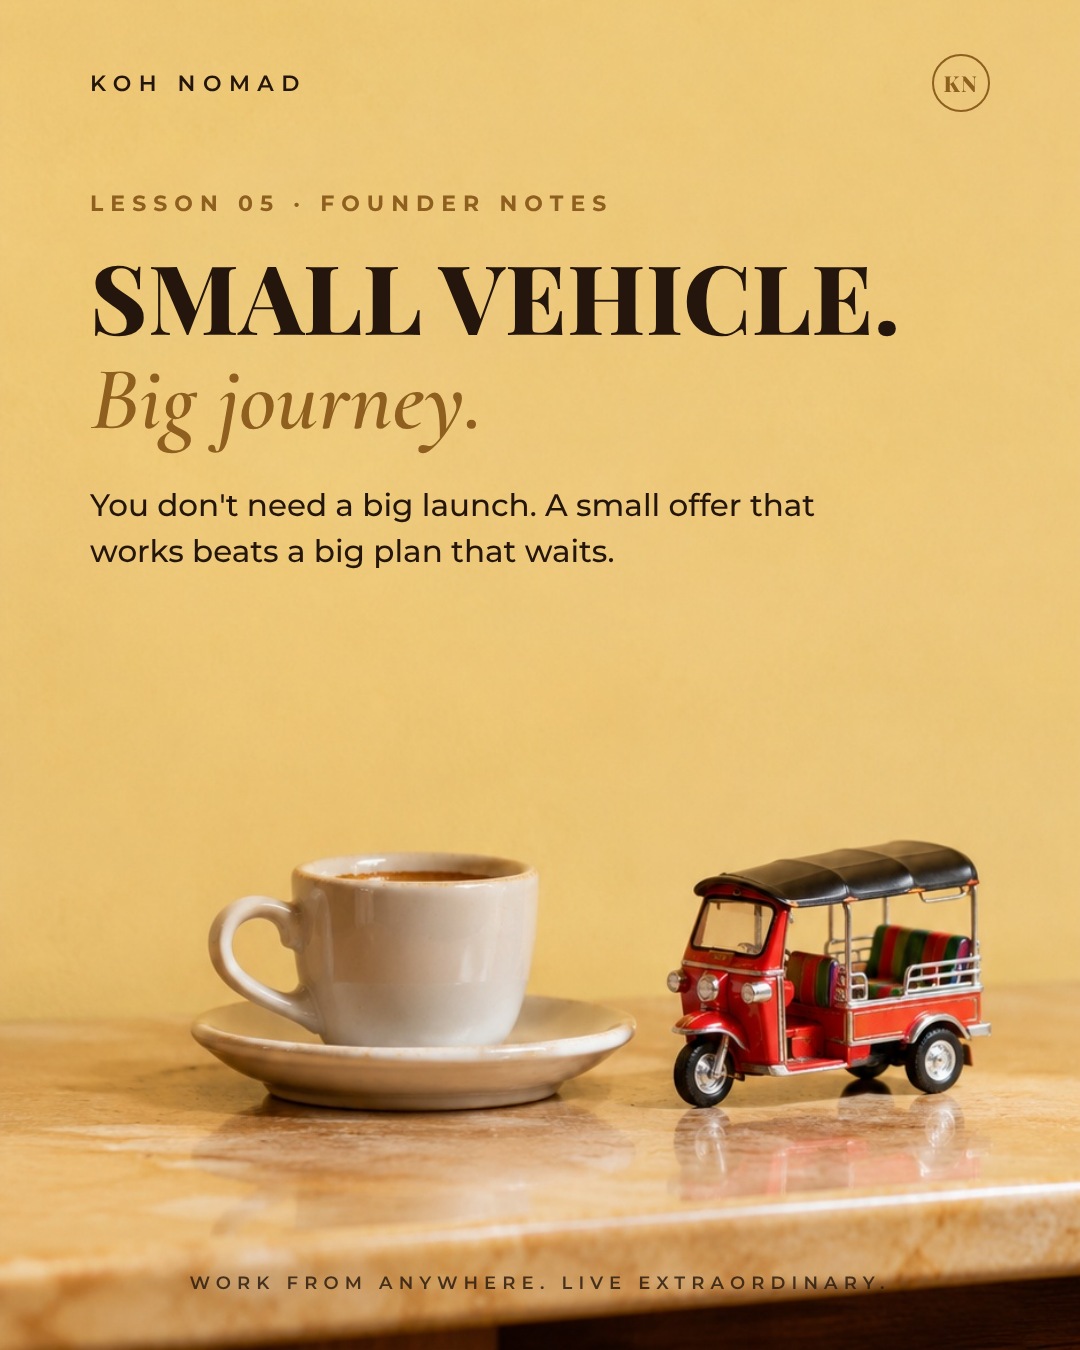 KOH NOMAD
KN
LESSON 05 · FOUNDER NOTES
SMALL VEHICLE.
Big journey.
You don't need a big launch. A small offer that
works beats a big plan that waits.
WORK FROM ANYWHERE. LIVE EXTRAORDINARY.